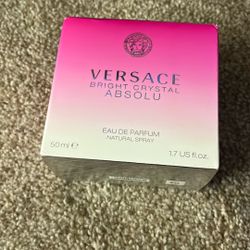 VERSACE
BRIGHT CRYSTAL
ABSOLU
EAU DE PARFUM
NATURAL SPRAY
50 ml ℮
1.7 US fl.oz.